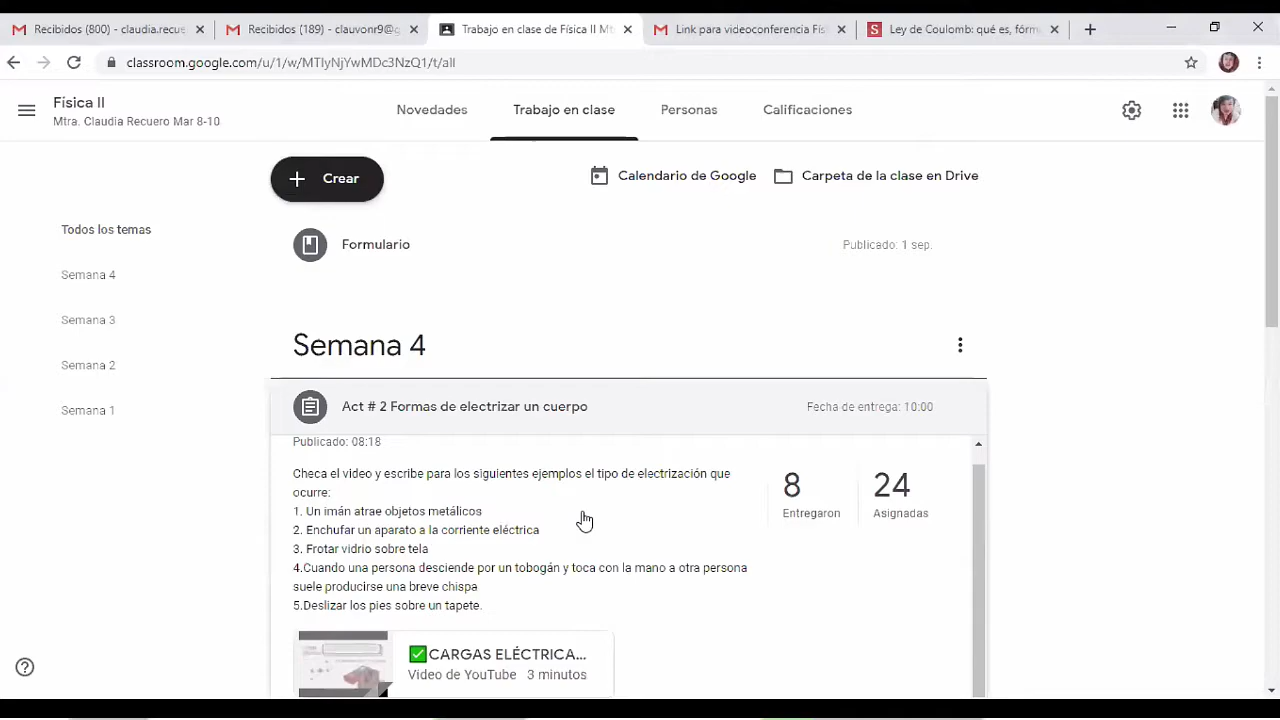 Recibidos (800) - claudia.recue
Recibidos (189) - clauvonr9@g
Trabajo en clase de Física II Mt
Link para videoconferencia Fís
Ley de Coulomb: qué es, fórm
classroom.google.com/u/1/w/MTIyNjYwMDc3NzQ1/t/all
Física II
Mtra. Claudia Recuero Mar 8-10
Novedades
Trabajo en clase
Personas
Calificaciones
Crear
Calendario de Google
Carpeta de la clase en Drive
Todos los temas
Semana 4
Semana 3
Semana 2
Semana 1
Formulario
Publicado: 1 sep.
Semana 4
Act # 2 Formas de electrizar un cuerpo
Fecha de entrega: 10:00
Publicado: 08:18
Checa el video y escribe para los siguientes ejemplos el tipo de electrización que
ocurre:
1. Un imán atrae objetos metálicos
2. Enchufar un aparato a la corriente eléctrica
3. Frotar vidrio sobre tela
4.Cuando una persona desciende por un tobogán y toca con la mano a otra persona
suele producirse una breve chispa
5.Deslizar los pies sobre un tapete.
8
Entregaron
24
Asignadas
CARGAS ELÉCTRICA...
Video de YouTube 3 minutos